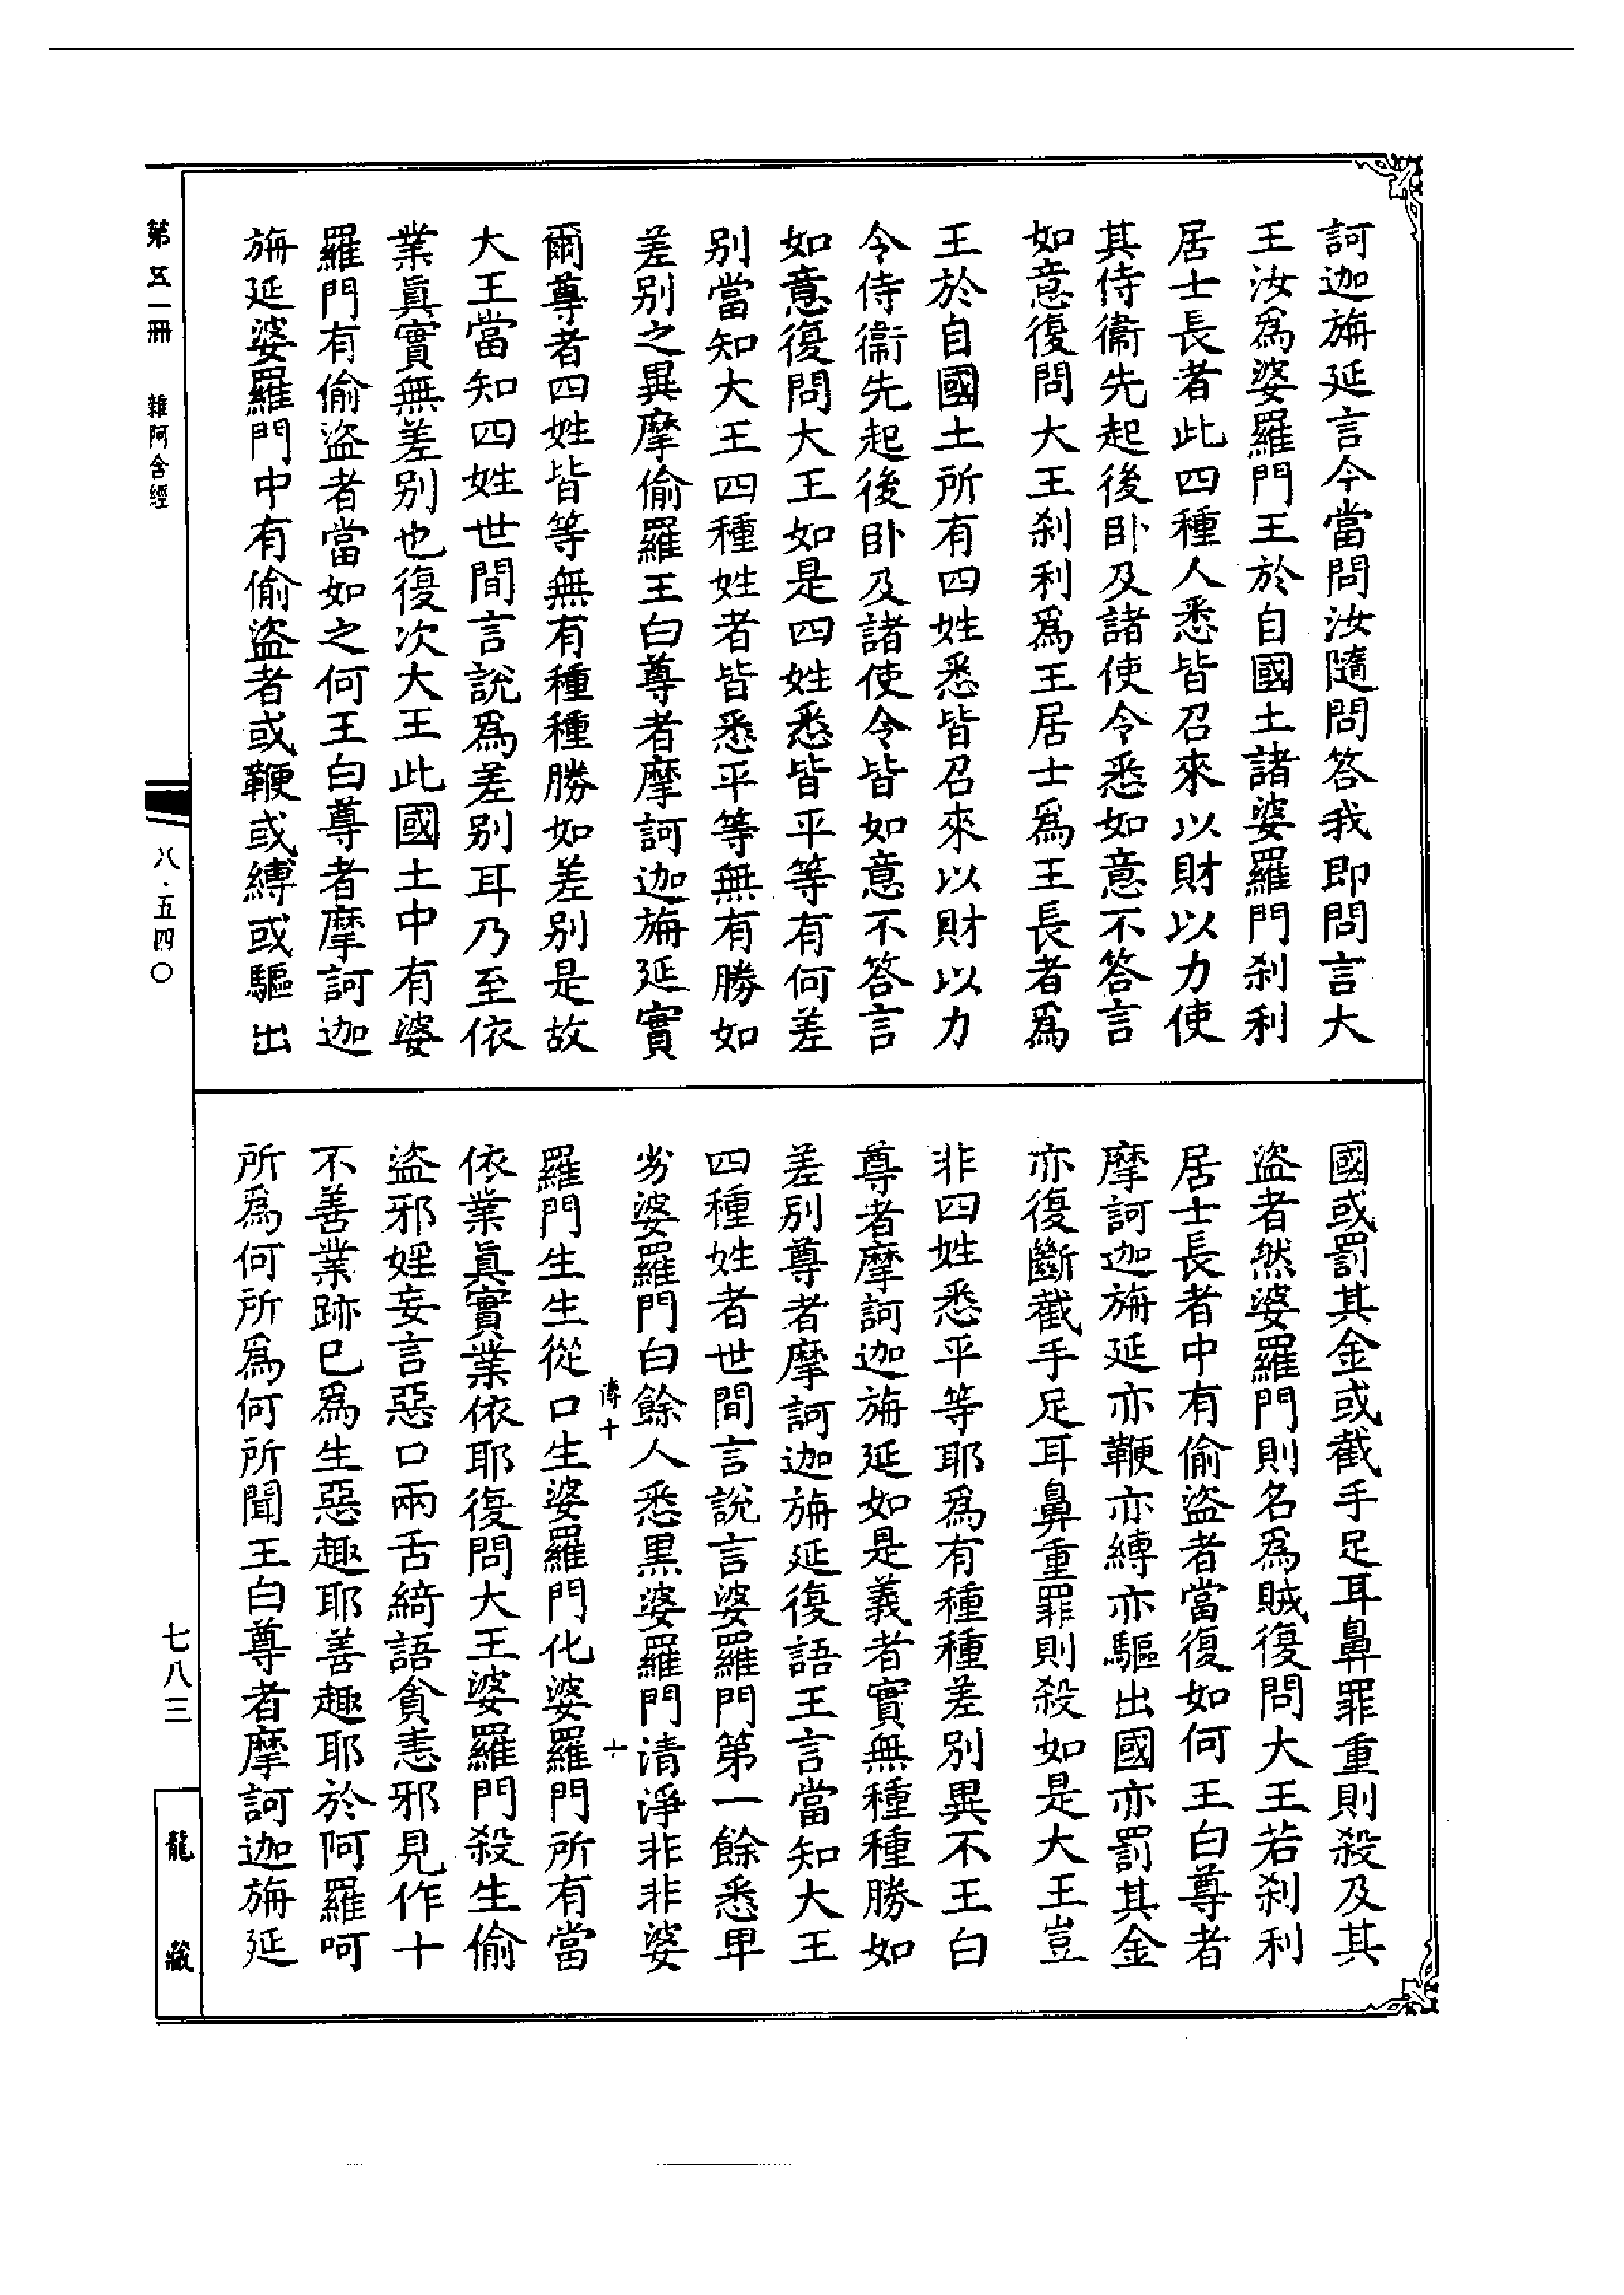 訶迦旃延言今當問汝隨問答我即問言大
王汝爲婆羅門王於自國土諸婆羅門刹利
居士長者此四種人悉皆召來以財以力使
其侍衞先起後卧及諸使令悉如意不答言
如意復問大王刹利爲王居士爲王長者爲
王於自國土所有四姓悉皆召來以財以力
令侍衞先起後卧及諸使令皆如意不答言
如意復問大王如是四姓悉皆平等有何差
别當知大王四種姓者皆悉平等無有勝如
差别之異摩偷羅王白尊者摩訶迦旃延實
爾尊者四姓皆等無有種種勝如差别是故
大王當知四姓世間言說爲差别耳乃至依
業眞實無差别也復次大王此國土中有婆
羅門有偷盜者當如之何王白尊者摩訶迦
旃延婆羅門中有偷盜者或鞭或縛或驅出
國或罰其金或截手足耳鼻罪重則殺及其
盜者然婆羅門則名爲賊復問大王若刹利
居士長者中有偷盜者當復如何王白尊者
摩訶迦旃延亦鞭亦縛亦驅出國亦罰其金
亦復斷截手足耳鼻重罪則殺如是大王豈
非四姓悉平等耶爲有種種差别異不王白
尊者摩訶迦旃延如是義者實無種種勝如
差别尊者摩訶迦旃延復語王言當知大王
四種姓者世間言說言婆羅門第一餘悉卑
劣婆羅門白餘人悉黑婆羅門清淨非非婆
傳十
十
羅門生生從口生婆羅門化婆羅門所有當
依業眞實業依耶復問大王婆羅門殺生偷
盜邪婬妄言惡口兩舌綺語貪恚邪見作十
不善業跡已爲生惡趣耶善趣耶於阿羅呵
所爲何所爲何所聞王白尊者摩訶迦旃延
第五一冊
雜阿含經
八·五四〇
七八三
龍藏